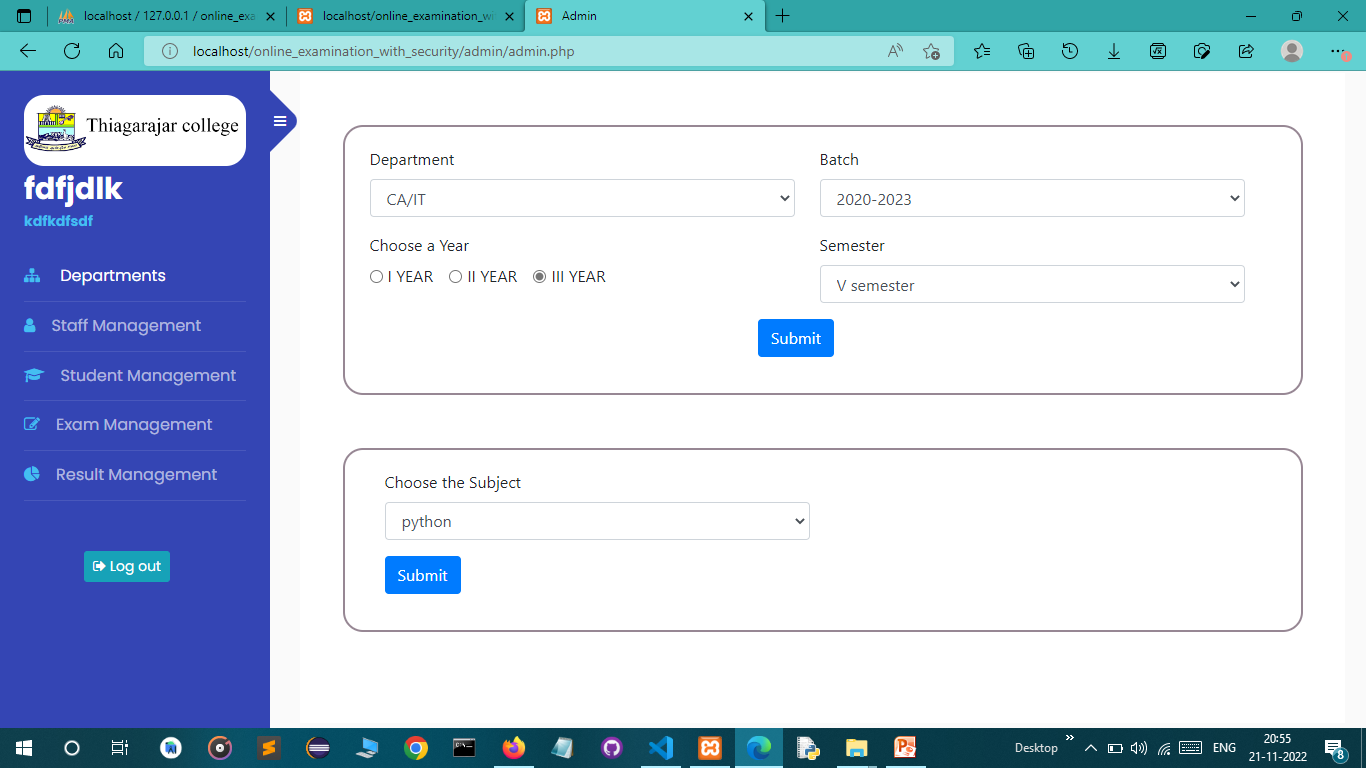 localhost / 127.0.0.1 / online_exa
localhost/online_examination_wi
Admin
localhost/online_examination_with_security/admin/admin.php
Thiagarajar college
fdfjdlk
kdfkdfsdf
Departments
Staff Management
Student Management
Exam Management
Result Management
Log out
Department
Batch
CA/IT
2020-2023
Choose a Year
Semester
I YEAR II YEAR III YEAR
V semester
Submit
Choose the Subject
python
Submit
Desktop
ENG
20:55
21-11-2022
8